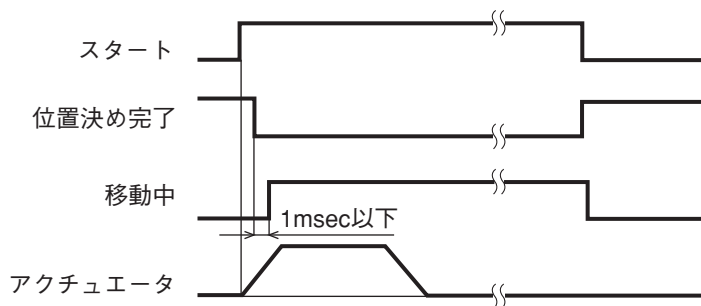 スタート
位置決め完了
移動中
1msec以下
アクチュエータ